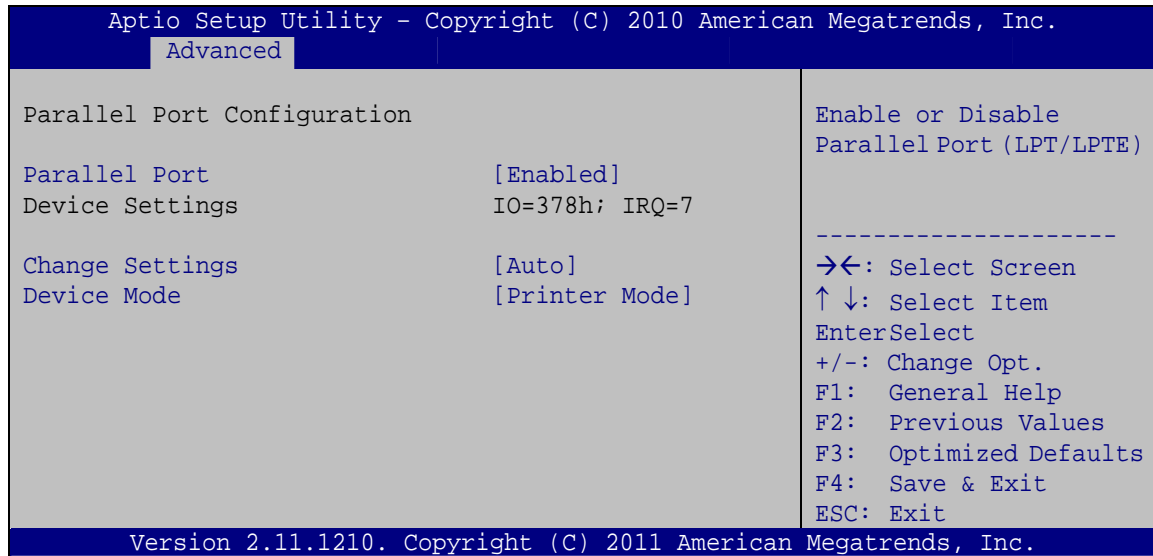 Aptio Setup Utility – Copyright (C) 2010 American Megatrends, Inc.
Advanced
Parallel Port Configuration
Parallel Port [Enabled]
Device Settings IO=378h; IRQ=7
Change Settings [Auto]
Device Mode [Printer Mode]
Enable or Disable
Parallel Port (LPT/LPTE)
---------------------
→←: Select Screen
↑ ↓: Select Item
EnterSelect
+/-: Change Opt.
F1: General Help
F2: Previous Values
F3: Optimized Defaults
F4: Save & Exit
ESC: Exit
Version 2.11.1210. Copyright (C) 2011 American Megatrends, Inc.